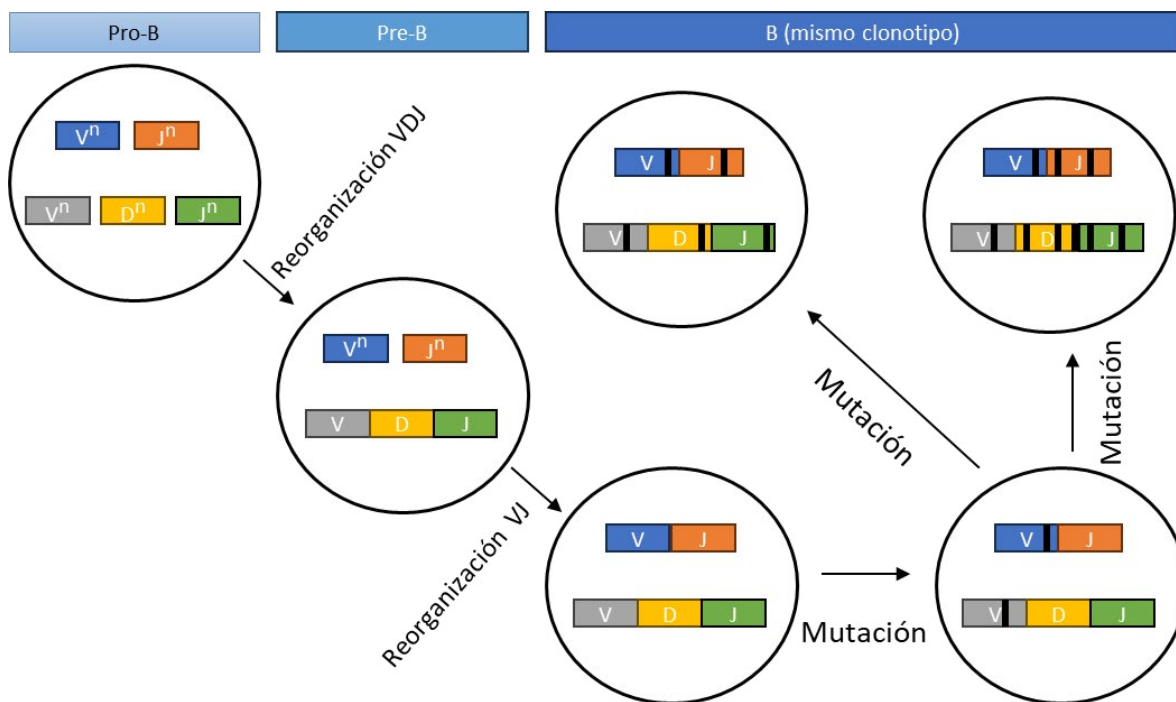 Pro-B
Pre-B
B (mismo clonotipo)
Vⁿ Jⁿ
Vⁿ Dⁿ Jⁿ
Reorganización VDJ
Vⁿ Jⁿ
V D J
Reorganización VJ
V J
V D J
Mutación
V J
V D J
Mutación
V J
V D J
Mutación
V J
V D J